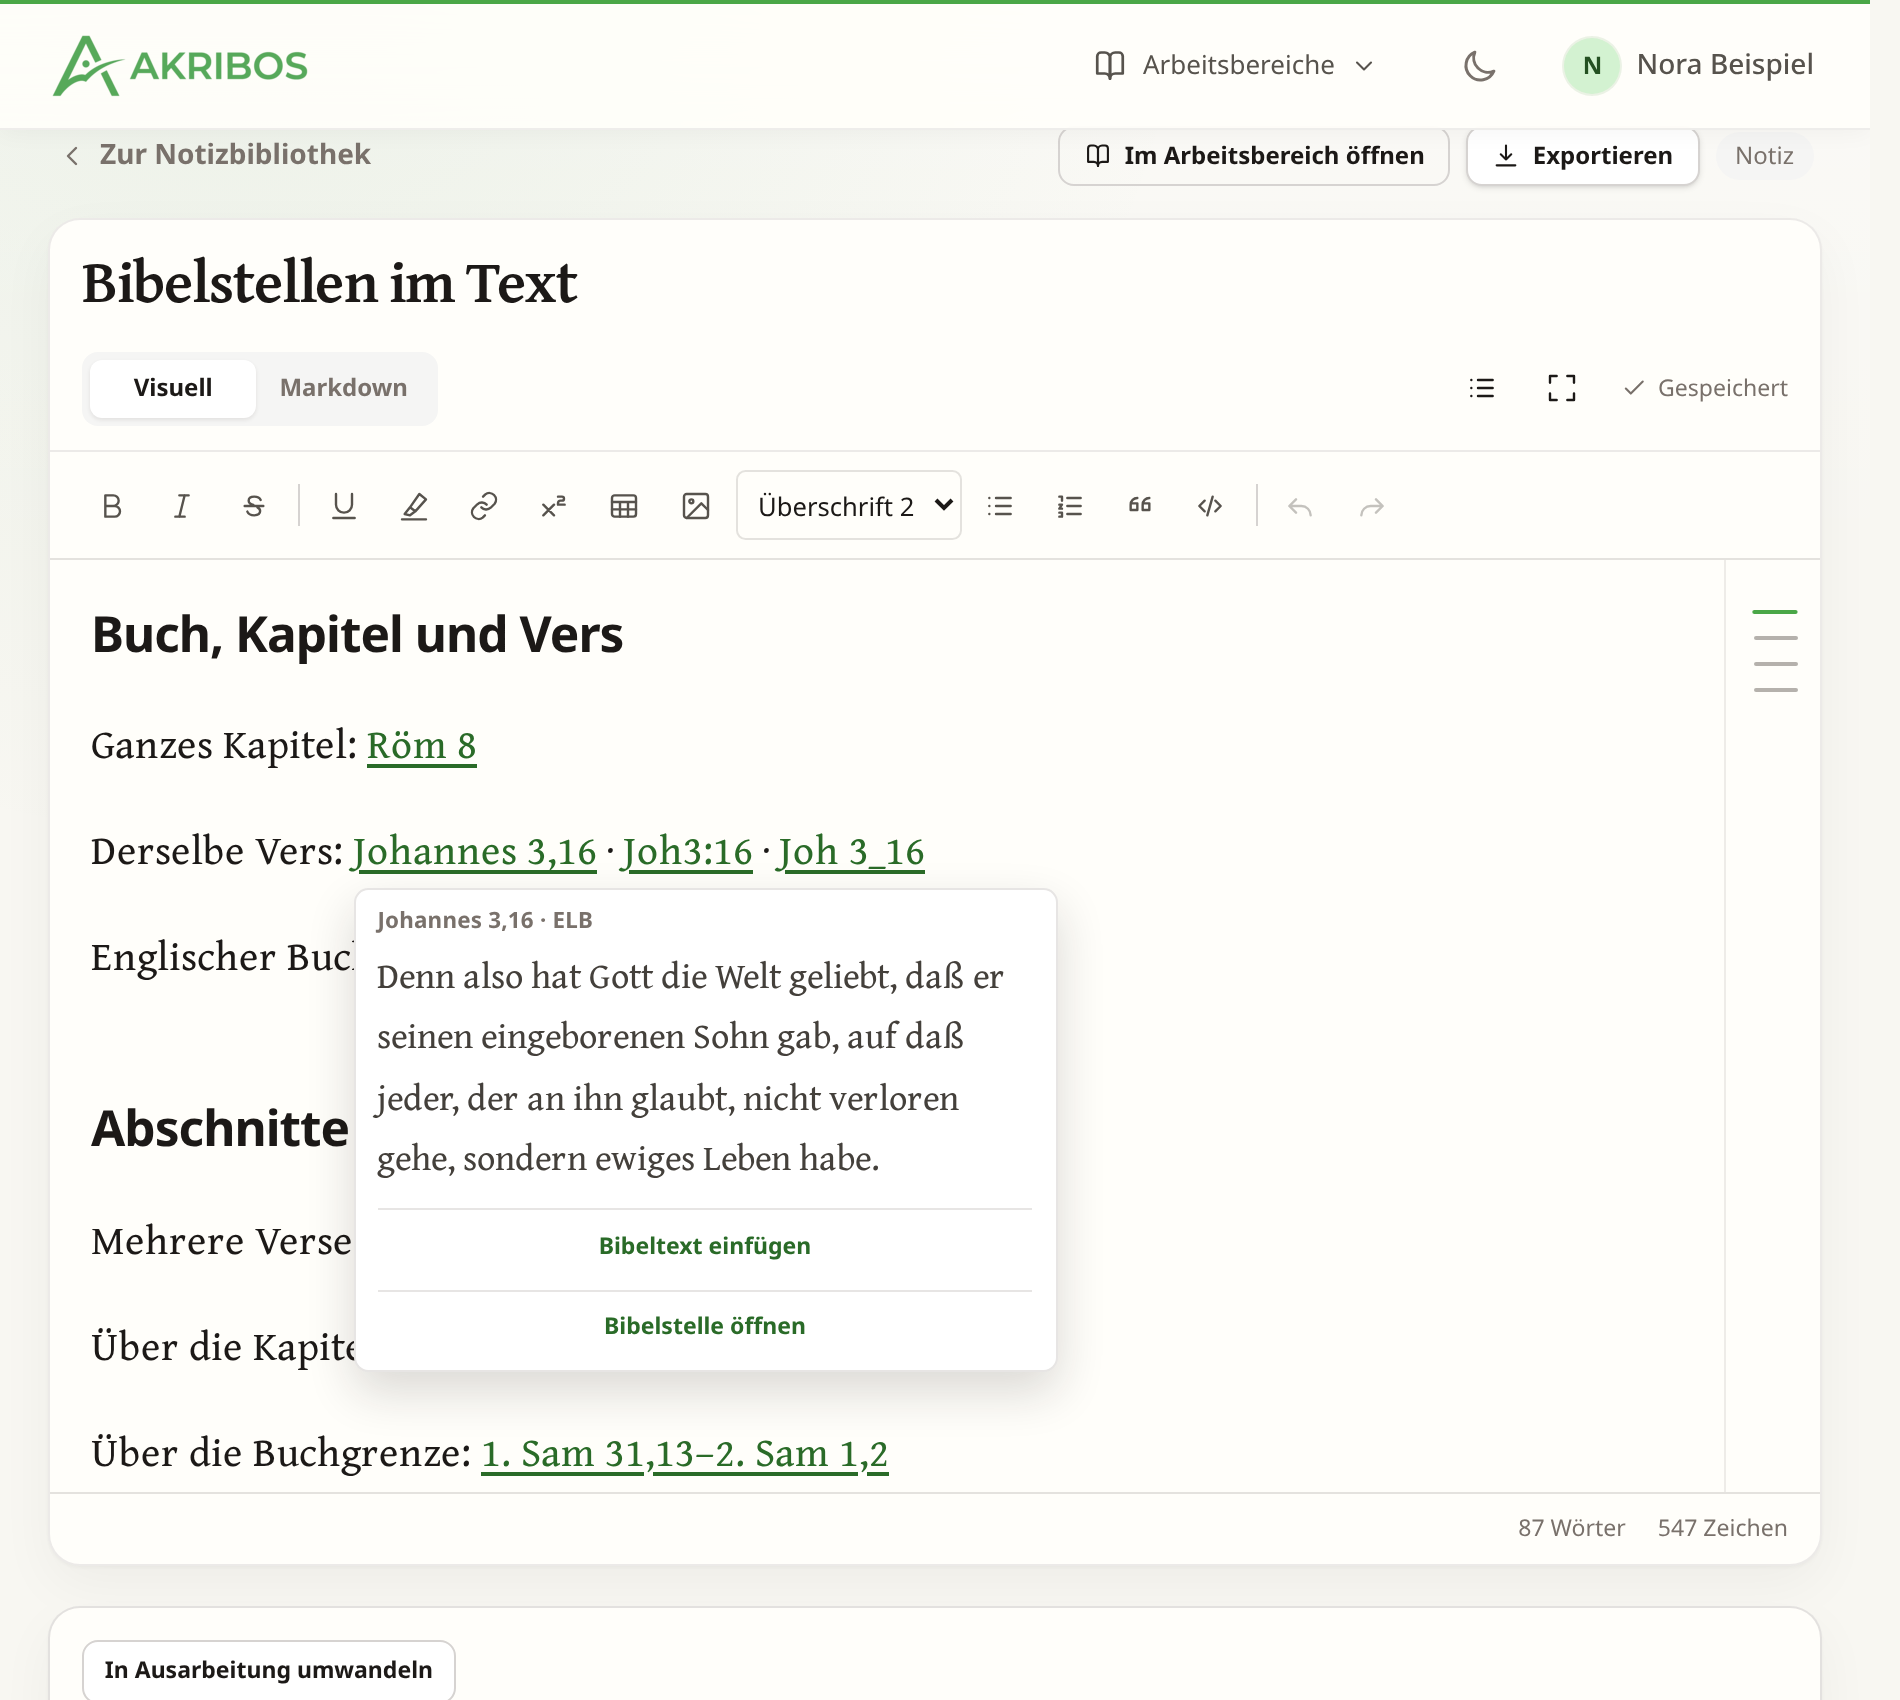 AKRIBOS
Arbeitsbereiche
N
Nora Beispiel
Zur Notizbibliothek
Im Arbeitsbereich öffnen
Exportieren
Notiz
Bibelstellen im Text
Visuell
Markdown
Gespeichert
Überschrift 2
Buch, Kapitel und Vers
Ganzes Kapitel: Röm 8
Derselbe Vers: Johannes 3,16 · Joh3:16 · Joh 3_16
Englischer
Johannes 3,16 · ELB
Denn also hat Gott die Welt geliebt, daß er
seinen eingeborenen Sohn gab, auf daß
jeder, der an ihn glaubt, nicht verloren
gehe, sondern ewiges Leben habe.
Bibeltext einfügen
Bibelstelle öffnen
Abschnitte
Mehrere Verse
Über die
Über die Buchgrenze: 1. Sam 31,13–2. Sam 1,2
87 Wörter
547 Zeichen
In Ausarbeitung umwandeln